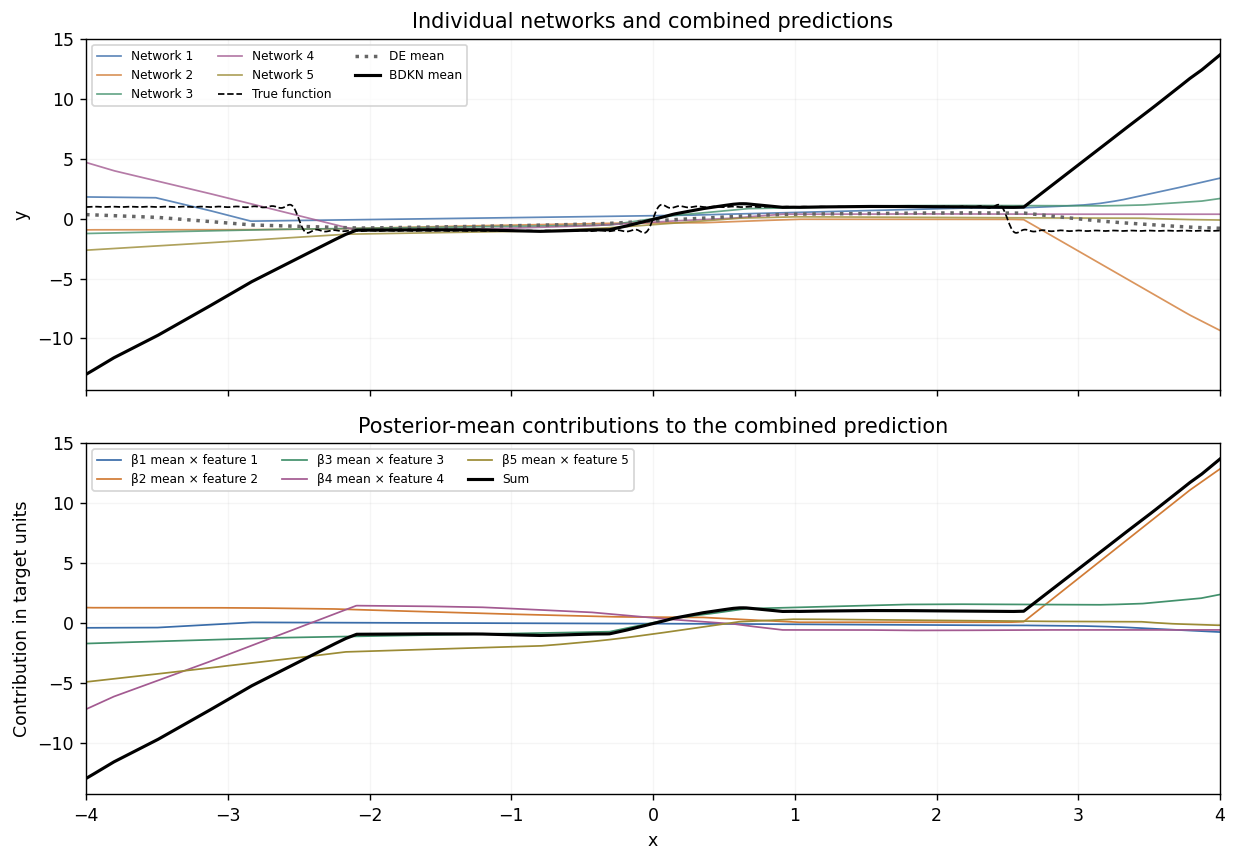 Individual networks and combined predictions
Network 1
Network 2
Network 3
Network 4
Network 5
True function
DE mean
BDKN mean
15
10
5
0
−5
−10
y
Posterior-mean contributions to the combined prediction
β1 mean × feature 1
β2 mean × feature 2
β3 mean × feature 3
β4 mean × feature 4
β5 mean × feature 5
Sum
15
10
5
0
−5
−10
Contribution in target units
−4
−3
−2
−1
0
1
2
3
4
x